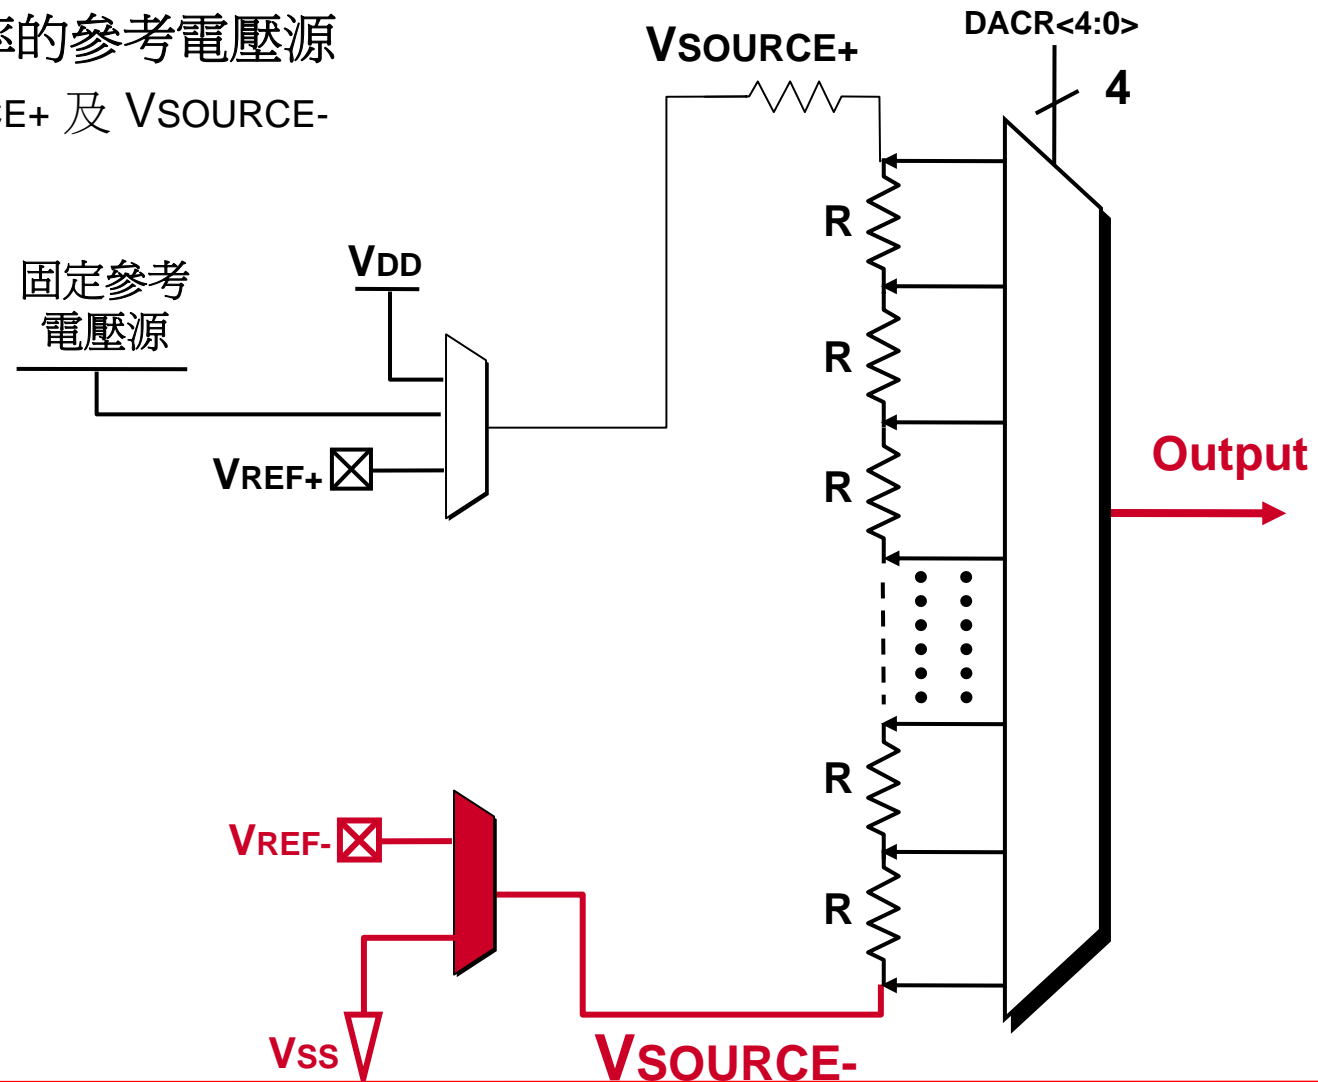 的參考電壓源
E+ 及 VSOURCE-
VSOURCE+
DACR<4:0>
4
R
VDD
固定參考
電壓源
R
VREF+
R
Output
R
VREF-
R
VSS
VSOURCE-